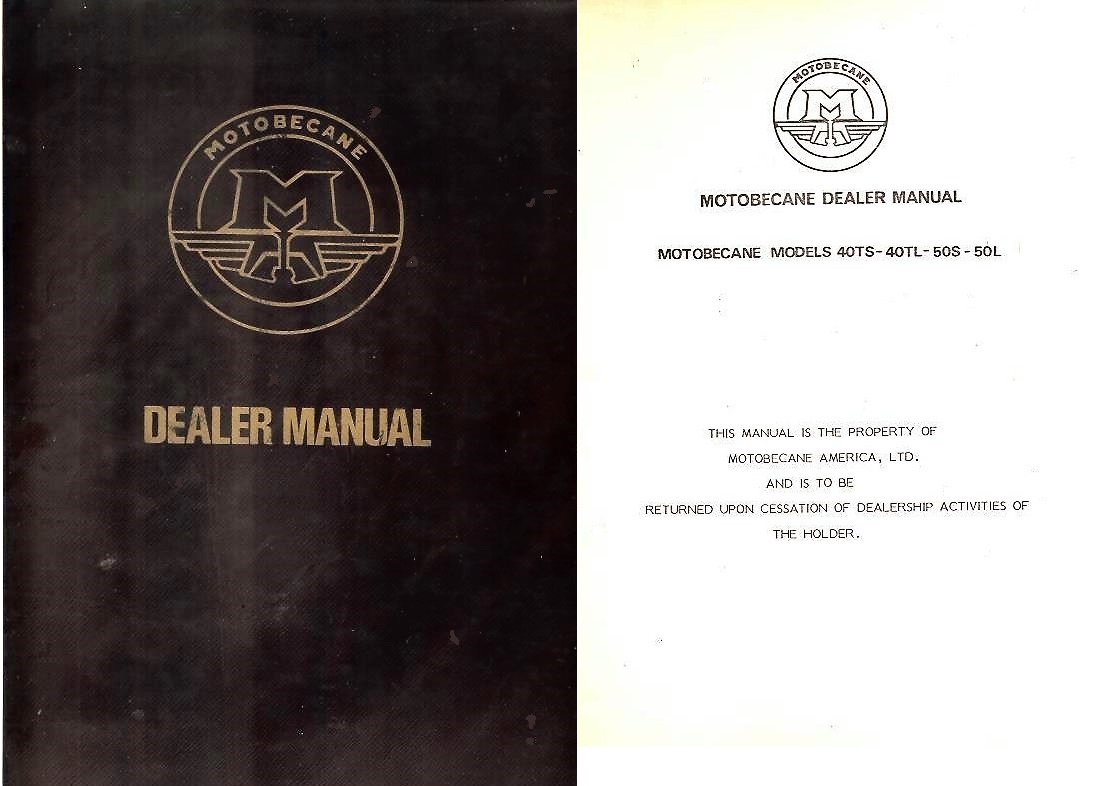 MOTOBECANE
M
DEALER MANUAL
MOTOBECANE
M
MOTOBECANE DEALER MANUAL
MOTOBECANE MODELS 40TS-40TL-50S-50L
THIS MANUAL IS THE PROPERTY OF
MOTOBECANE AMERICA, LTD.
AND IS TO BE
RETURNED UPON CESSATION OF DEALERSHIP ACTIVITIES OF
THE HOLDER.